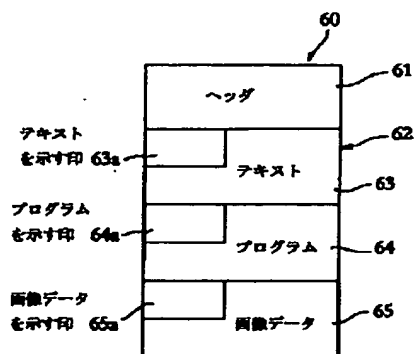 60
ヘッダ
61
62
テキスト
を示す印 63a
テキスト
63
プログラム
を示す印 64a
プログラム
64
画像データ
を示す印 65a
画像データ
65